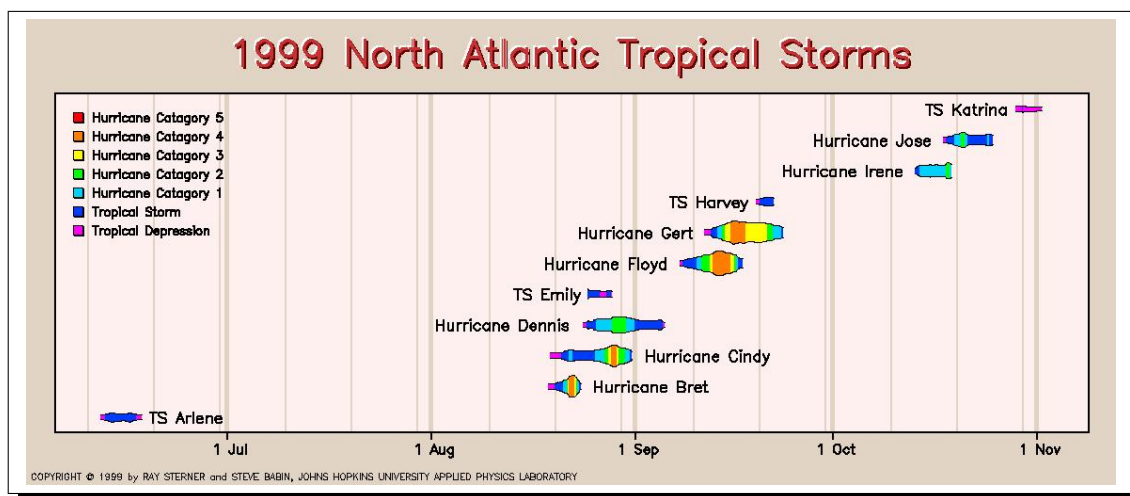 1999 North Atlantic Tropical Storms
Hurricane Catagory 5
Hurricane Catagory 4
Hurricane Catagory 3
Hurricane Catagory 2
Hurricane Catagory 1
Tropical Storm
Tropical Depression
TS Katrina
Hurricane Jose
Hurricane Irene
TS Harvey
Hurricane Gert
Hurricane Floyd
TS Emily
Hurricane Dennis
Hurricane Cindy
Hurricane Bret
TS Arlene
1 Jul 1 Aug 1 Sep 1 Oct 1 Nov
COPYRIGHT © 1999 by RAY STERNER and STEVE BABIN, JOHNS HOPKINS UNIVERSITY APPLIED PHYSICS LABORATORY